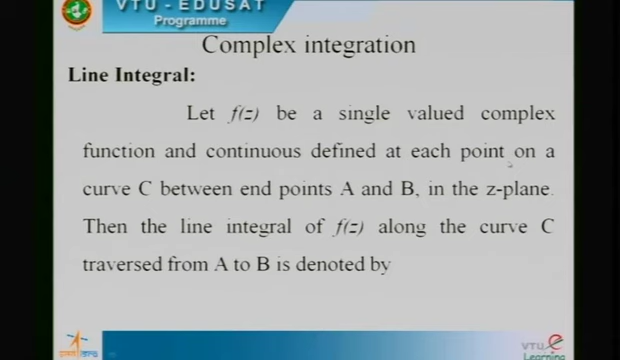 VTU - EDUSAT
Programme
Complex integration
Line Integral:
Let f(z) be a single valued complex
function and continuous defined at each point on a
curve C between end points A and B, in the z-plane.
Then the line integral of f(z) along the curve C
traversed from A to B is denoted by
VTU e
Learning